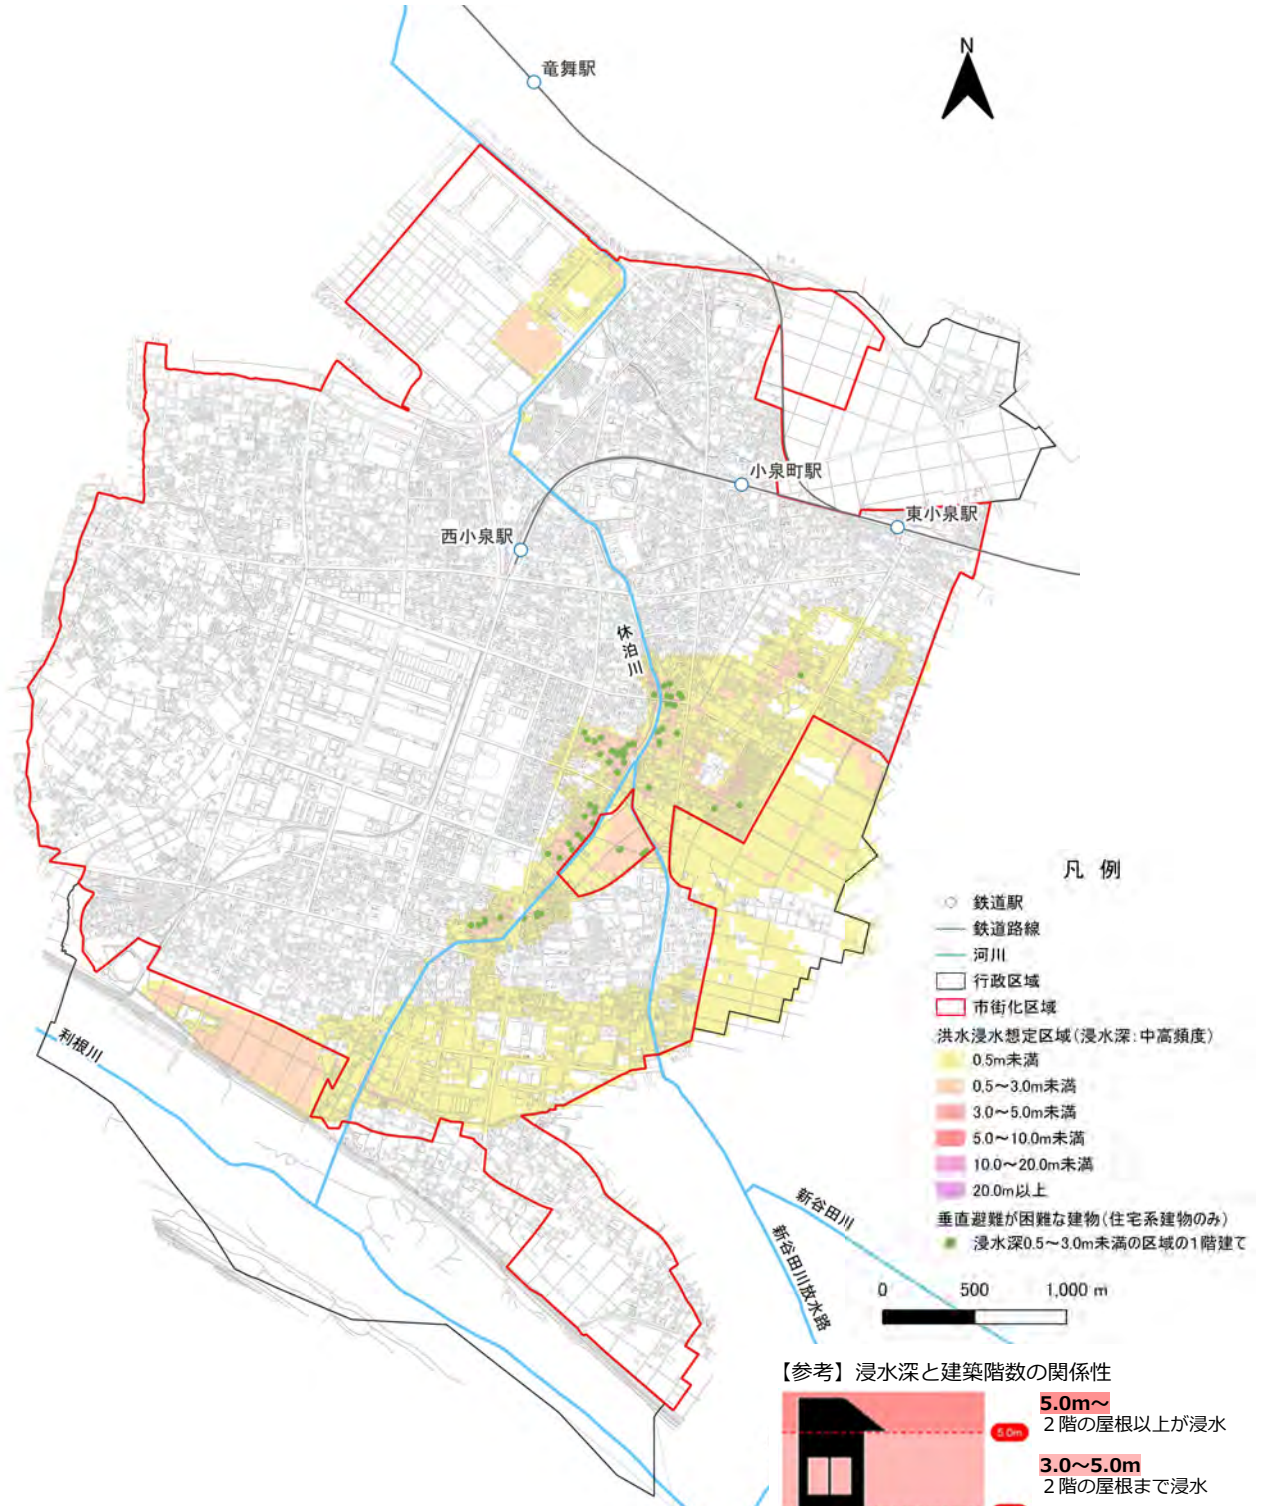 N
竜舞駅
小泉町駅
東小泉駅
西小泉駅
休泊川
利根川
新谷田川
新谷田川放水路
凡 例
鉄道駅
鉄道路線
河川
行政区域
市街化区域
洪水浸水想定区域(浸水深:中高頻度)
0.5m未満
0.5～3.0m未満
3.0～5.0m未満
5.0～10.0m未満
10.0～20.0m未満
20.0m以上
垂直避難が困難な建物(住宅系建物のみ)
浸水深0.5～3.0m未満の区域の1階建て
0 500 1,000 m
【参考】浸水深と建築階数の関係性
5.0m～
2階の屋根以上が浸水
5.0m
3.0～5.0m
2階の屋根まで浸水